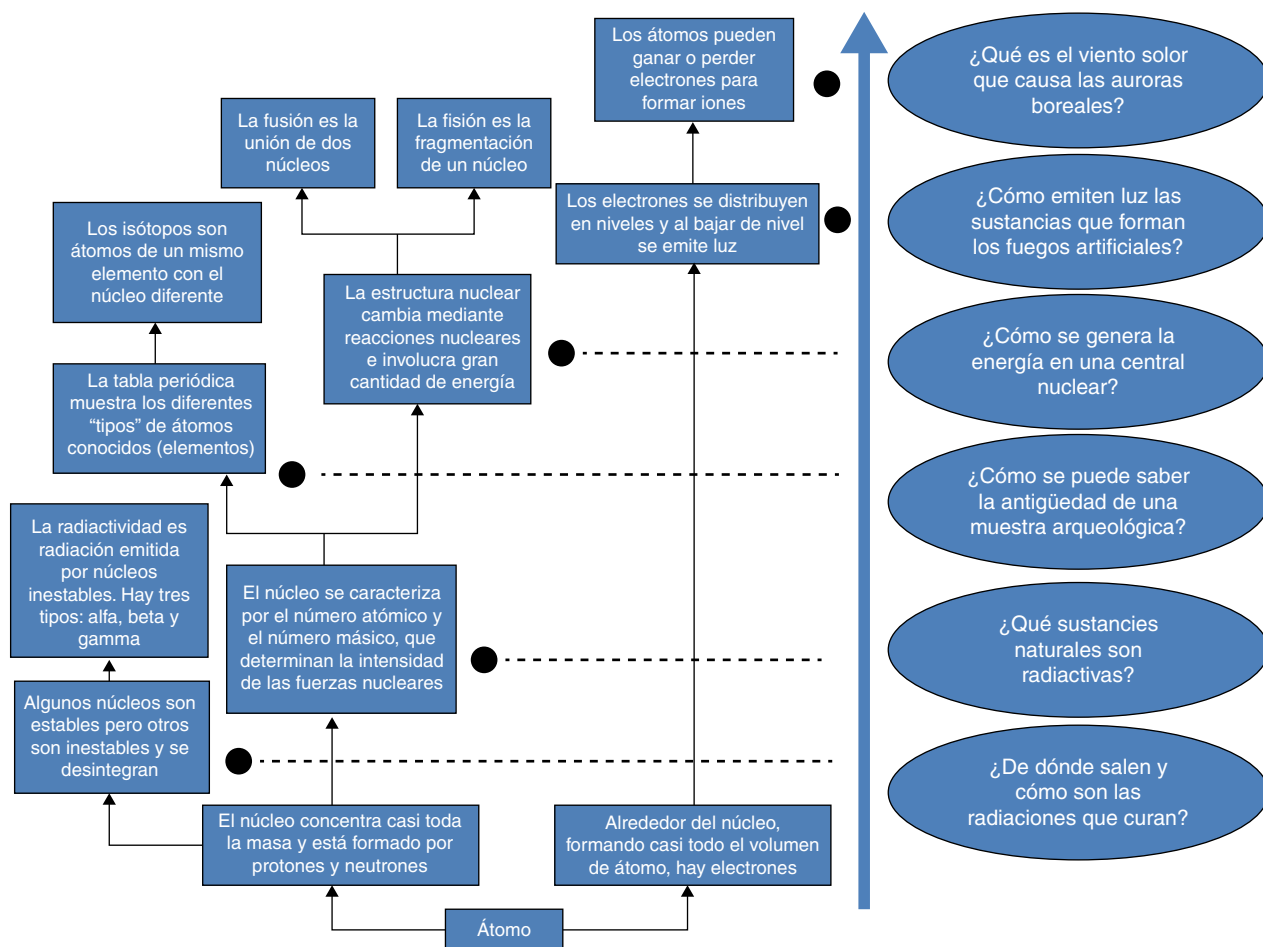 Los átomos pueden
ganar o perder
electrones para
formar iones
¿Qué es el viento solor
que causa las auroras
boreales?
La fusión es la
unión de dos
núcleos
La fisión es la
fragmentación
de un núcleo
Los electrones se distribuyen
en niveles y al bajar de nivel
se emite luz
¿Cómo emiten luz las
sustancias que forman
los fuegos artificiales?
Los isótopos son
átomos de un mismo
elemento con el
núcleo diferente
La estructura nuclear
cambia mediante
reacciones nucleares
e involucra gran
cantidad de energía
¿Cómo se genera la
energía en una central
nuclear?
La tabla periódica
muestra los diferentes
“tipos” de átomos
conocidos (elementos)
¿Cómo se puede saber
la antigüedad de una
muestra arqueológica?
La radiactividad es
radiación emitida
por núcleos
inestables. Hay tres
tipos: alfa, beta y
gamma
El núcleo se caracteriza
por el número atómico y
el número másico, que
determinan la intensidad
de las fuerzas nucleares
¿Qué sustancies
naturales son
radiactivas?
Algunos núcleos son
estables pero otros
son inestables y se
desintegran
¿De dónde salen y
cómo son las
radiaciones que curan?
El núcleo concentra casi toda
la masa y está formado por
protones y neutrones
Alrededor del núcleo,
formando casi todo el volumen
de átomo, hay electrones
Átomo